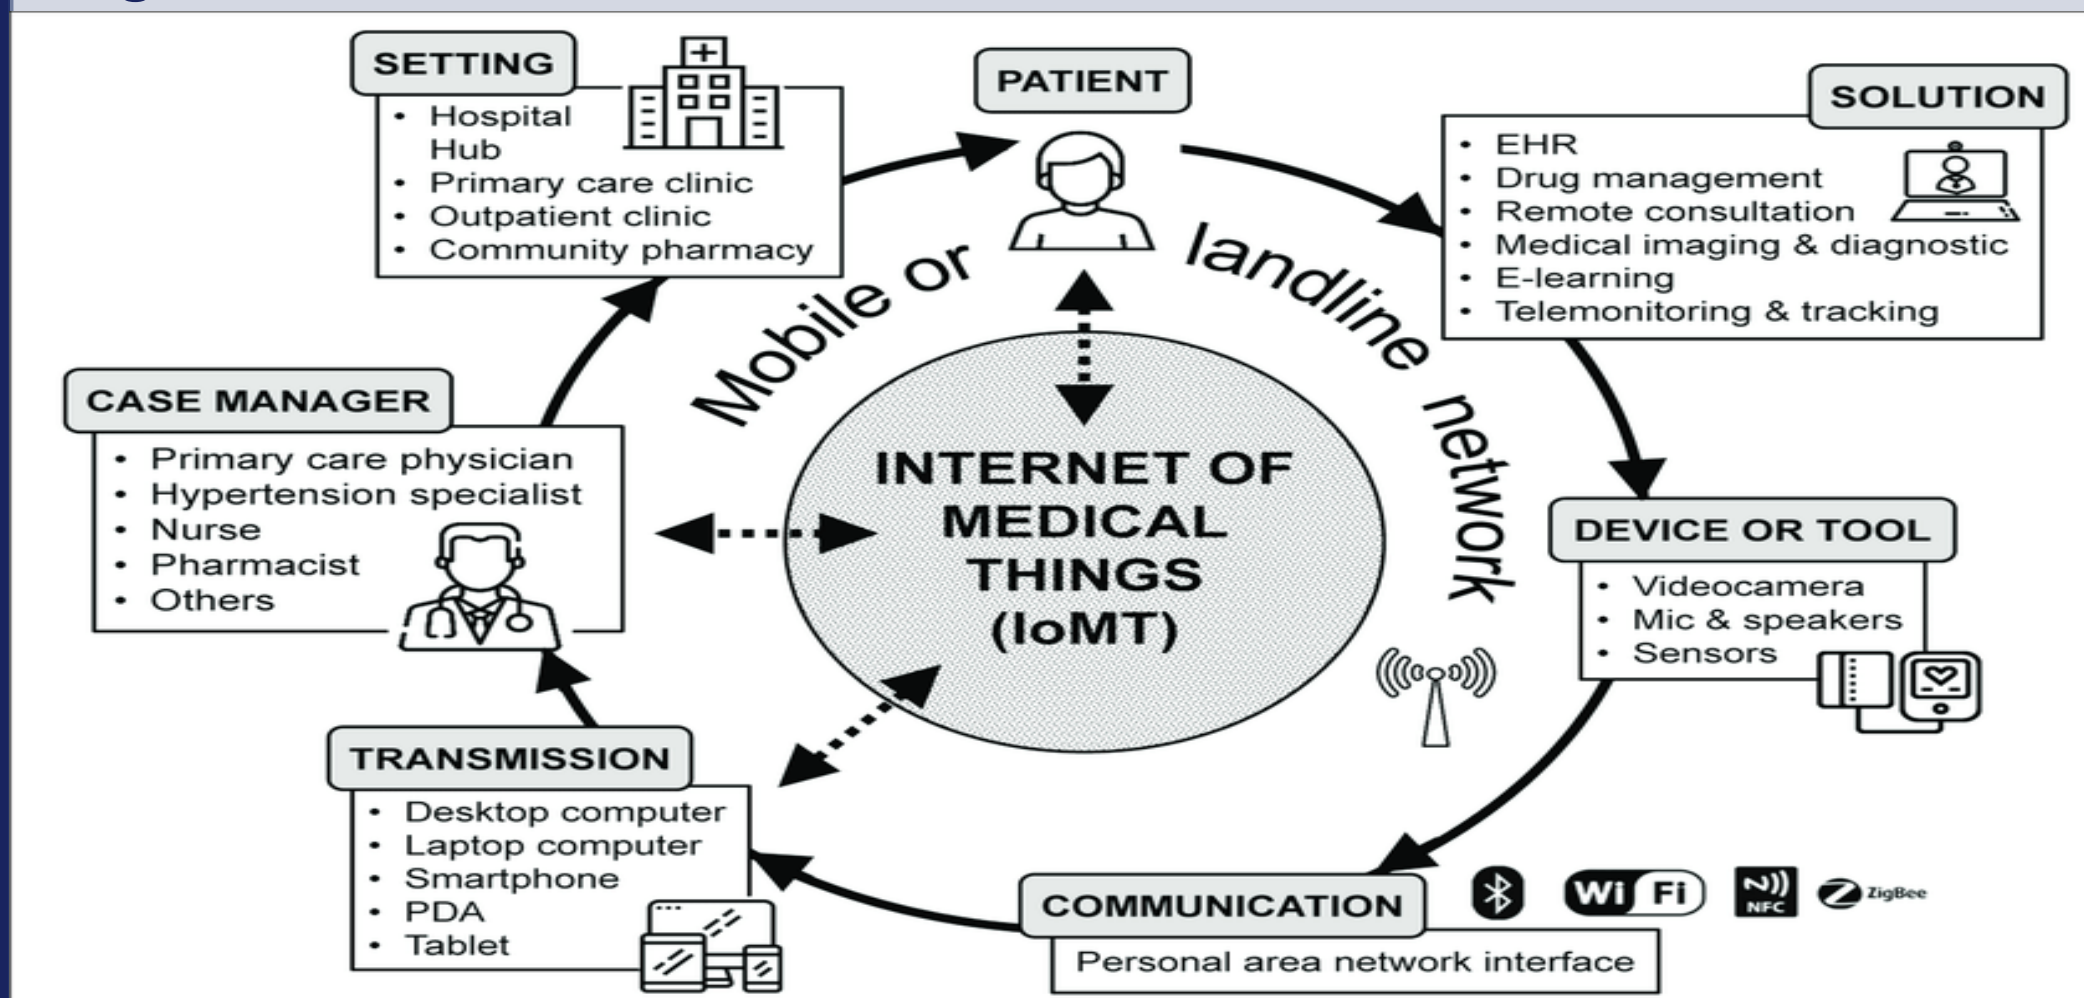 SETTING
• Hospital
Hub
• Primary care clinic
• Outpatient clinic
• Community pharmacy
PATIENT
SOLUTION
• EHR
• Drug management
• Remote consultation
• Medical imaging & diagnostic
• E-learning
• Telemonitoring & tracking
Mobile or landline network
CASE MANAGER
• Primary care physician
• Hypertension specialist
• Nurse
• Pharmacist
• Others
INTERNET OF
MEDICAL
THINGS
(IoMT)
DEVICE OR TOOL
• Videocamera
• Mic & speakers
• Sensors
TRANSMISSION
• Desktop computer
• Laptop computer
• Smartphone
• PDA
• Tablet
COMMUNICATION
Personal area network interface
Wi Fi
NFC
ZigBee